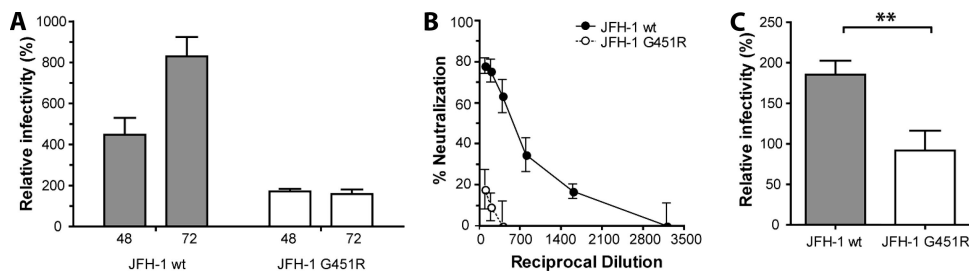 A
Relative infectivity (%)
1000
800
600
400
200
0
48
72
48
72
JFH-1 wt
JFH-1 G451R
B
JFH-1 wt
JFH-1 G451R
% Neutralization
100
80
60
40
20
0
0
700
1400
2100
2800
3500
Reciprocal Dilution
C
**
Relative infectivity (%)
250
200
150
100
50
0
JFH-1 wt
JFH-1 G451R